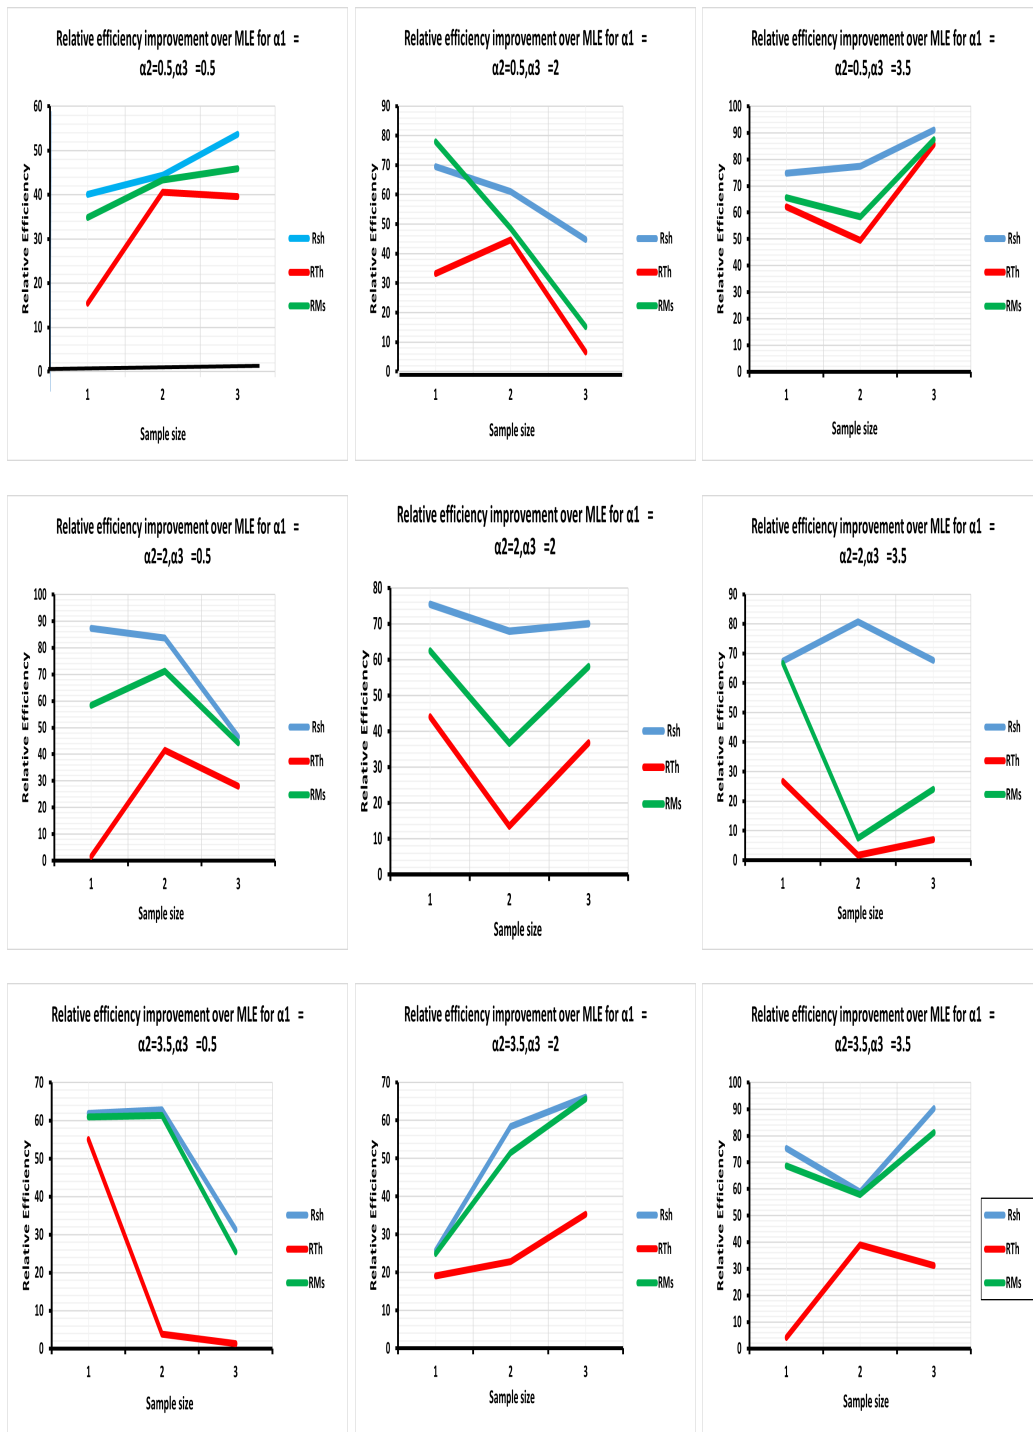 Relative efficiency improvement over MLE for α1 =
α2=0.5,α3 =0.5
60
50
40
30
20
10
0
Relative Efficiency
1 2 3
Sample size
Rsh
RTh
RMs
Relative efficiency improvement over MLE for α1 =
α2=0.5,α3 =2
90
80
70
60
50
40
30
20
10
0
Relative Efficiency
1 2 3
Sample size
Rsh
RTh
RMs
Relative efficiency improvement over MLE for α1 =
α2=0.5,α3 =3.5
100
90
80
70
60
50
40
30
20
10
0
Relative Efficiency
1 2 3
Sample size
Rsh
RTh
RMs
Relative efficiency improvement over MLE for α1 =
α2=2,α3 =0.5
100
90
80
70
60
50
40
30
20
10
0
Relative Efficiency
1 2 3
Sample size
Rsh
RTh
RMs
Relative efficiency improvement over MLE for α1 =
α2=2,α3 =2
80
70
60
50
40
30
20
10
0
Relative Efficiency
1 2 3
Sample size
Rsh
RTh
RMs
Relative efficiency improvement over MLE for α1 =
α2=2,α3 =3.5
90
80
70
60
50
40
30
20
10
0
Relative Efficiency
1 2 3
Sample size
Rsh
RTh
RMs
Relative efficiency improvement over MLE for α1 =
α2=3.5,α3 =0.5
70
60
50
40
30
20
10
0
Relative Efficiency
1 2 3
Sample size
Rsh
RTh
RMs
Relative efficiency improvement over MLE for α1 =
α2=3.5,α3 =2
70
60
50
40
30
20
10
0
Relative Efficiency
1 2 3
Sample size
Rsh
RTh
RMs
Relative efficiency improvement over MLE for α1 =
α2=3.5,α3 =3.5
100
90
80
70
60
50
40
30
20
10
0
Relative Efficiency
1 2 3
Sample size
Rsh
RTh
RMs